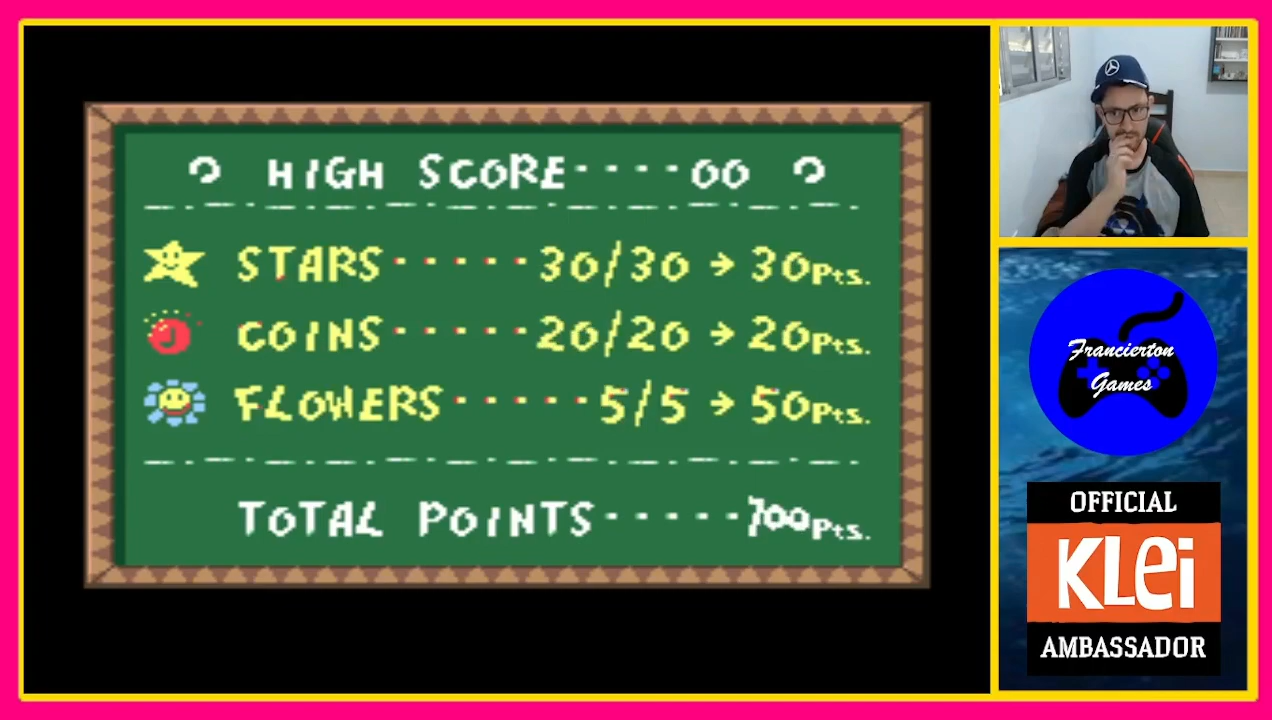 HIGH SCORE····00
STARS·····30/30 → 30Pts.
COINS·····20/20 → 20Pts.
FLOWERS·····5/5 → 50Pts.
TOTAL POINTS·····100Pts.
Francierton
Games
OFFICIAL
KLei
AMBASSADOR